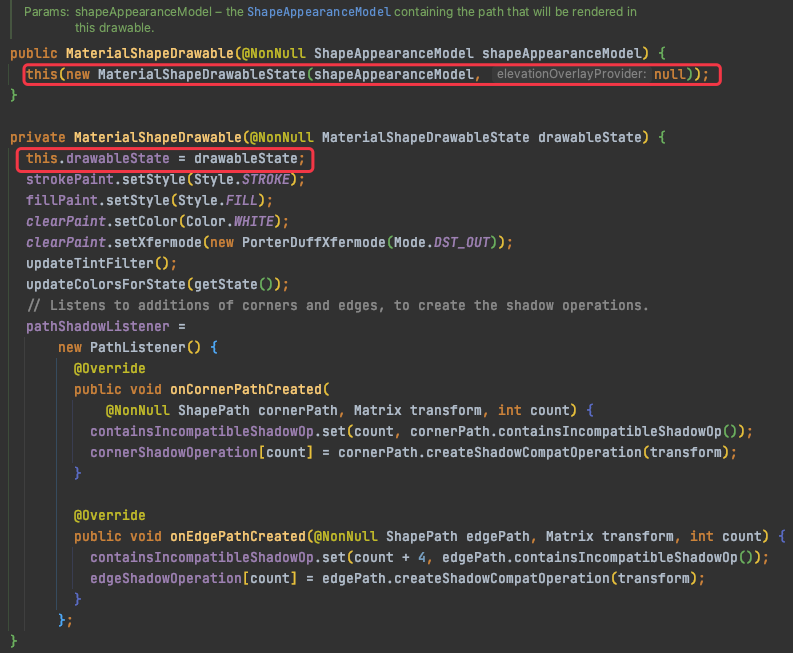 Params: shapeAppearanceModel – the ShapeAppearanceModel containing the path that will be rendered in
this drawable.
public MaterialShapeDrawable(@NonNull ShapeAppearanceModel shapeAppearanceModel) {
this(new MaterialShapeDrawableState(shapeAppearanceModel, elevationOverlayProvider: null));
}
private MaterialShapeDrawable(@NonNull MaterialShapeDrawableState drawableState) {
this.drawableState = drawableState;
strokePaint.setStyle(Style.STROKE);
fillPaint.setStyle(Style.FILL);
clearPaint.setColor(Color.WHITE);
clearPaint.setXfermode(new PorterDuffXfermode(Mode.DST_OUT));
updateTintFilter();
updateColorsForState(getState());
// Listens to additions of corners and edges, to create the shadow operations.
pathShadowListener =
new PathListener() {
@Override
public void onCornerPathCreated(
@NonNull ShapePath cornerPath, Matrix transform, int count) {
containsIncompatibleShadowOp.set(count, cornerPath.containsIncompatibleShadowOp());
cornerShadowOperation[count] = cornerPath.createShadowCompatOperation(transform);
}
@Override
public void onEdgePathCreated(@NonNull ShapePath edgePath, Matrix transform, int count) {
containsIncompatibleShadowOp.set(count + 4, edgePath.containsIncompatibleShadowOp());
edgeShadowOperation[count] = edgePath.createShadowCompatOperation(transform);
}
};
}